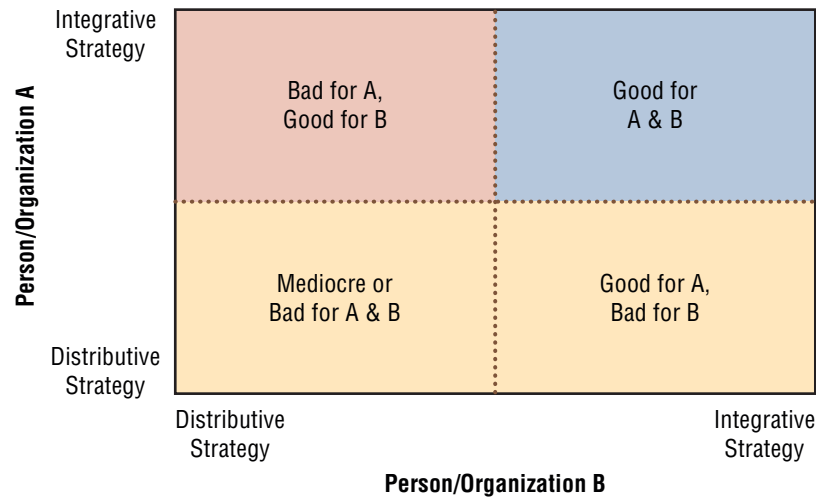 Integrative
Strategy
Person/Organization A
Bad for A,
Good for B
Good for
A & B
Mediocre or
Bad for A & B
Good for A,
Bad for B
Distributive
Strategy
Distributive
Strategy
Integrative
Strategy
Person/Organization B